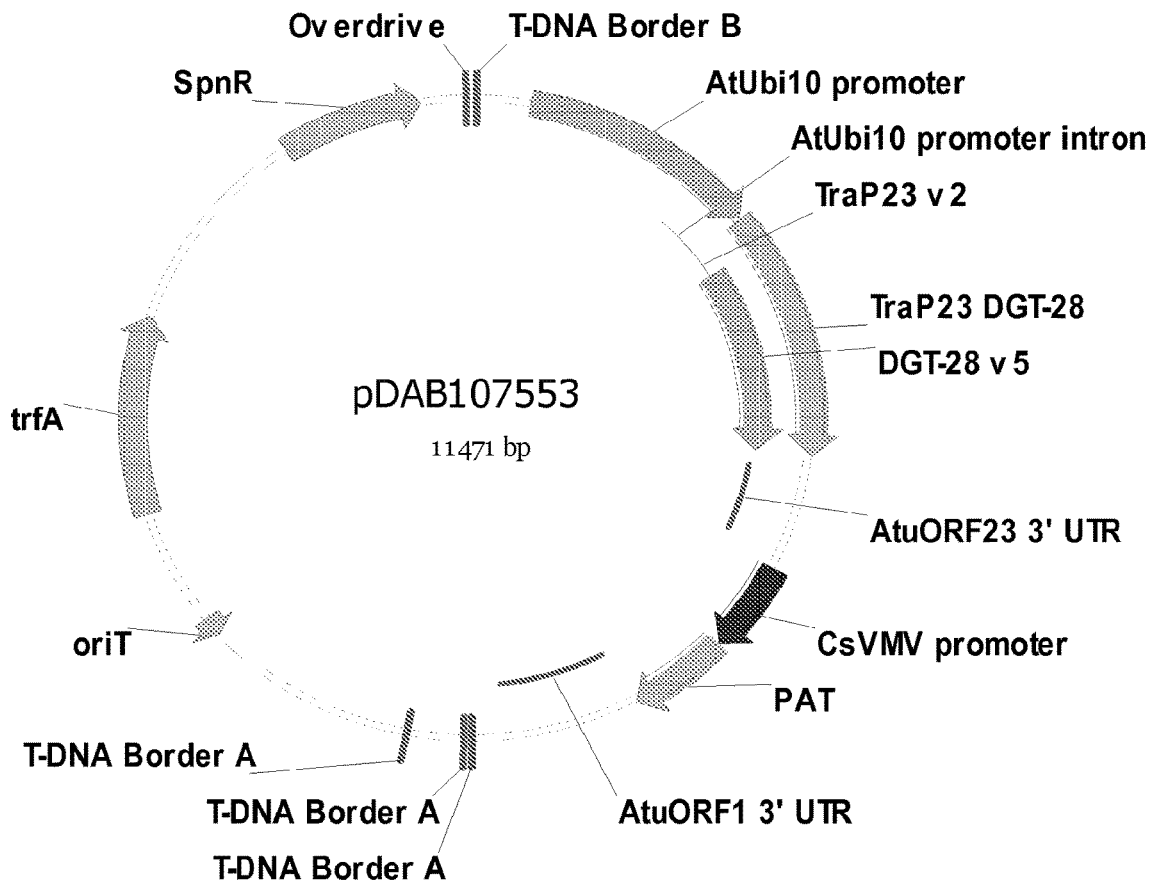 Overdrive
T-DNA Border B
SpnR
AtUbi10 promoter
AtUbi10 promoter intron
TraP23 v2
TraP23 DGT-28
DGT-28 v5
pDAB107553
11471 bp
trfA
AtuORF23 3' UTR
oriT
CsVMV promoter
PAT
T-DNA Border A
T-DNA Border A
AtuORF1 3' UTR
T-DNA Border A